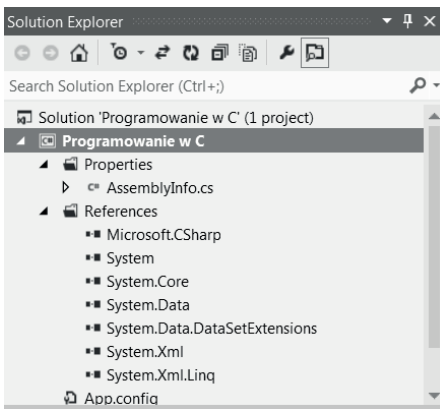 Solution Explorer
Search Solution Explorer (Ctrl+;)
Solution 'Programowanie w C' (1 project)
Programowanie w C
Properties
C# AssemblyInfo.cs
References
Microsoft.CSharp
System
System.Core
System.Data
System.Data.DataSetExtensions
System.Xml
System.Xml.Linq
App.config